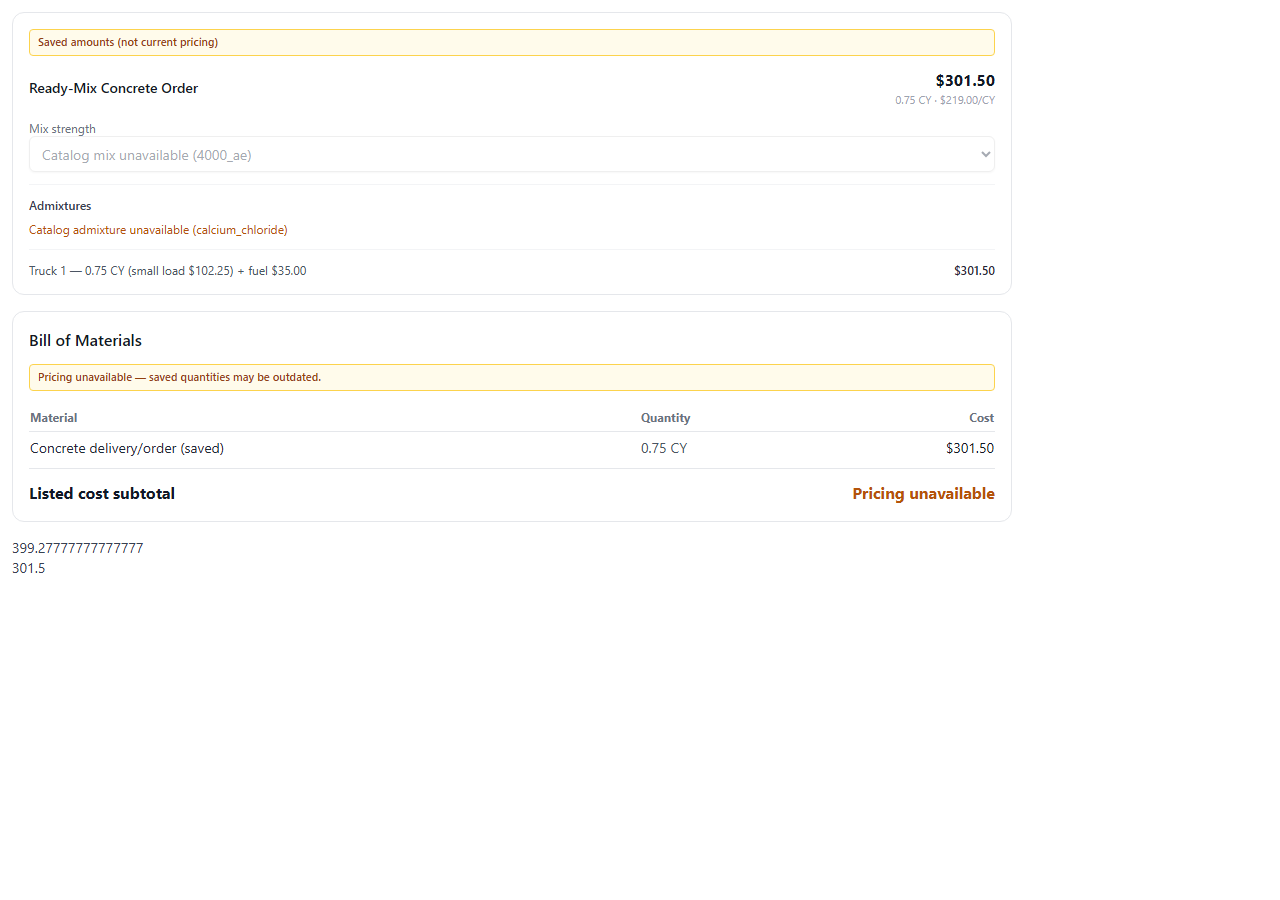 Saved amounts (not current pricing)
Ready-Mix Concrete Order
$301.50
0.75 CY · $219.00/CY
Mix strength
Catalog mix unavailable (4000_ae)
Admixtures
Catalog admixture unavailable (calcium_chloride)
Truck 1 — 0.75 CY (small load $102.25) + fuel $35.00 $301.50
Bill of Materials
Pricing unavailable — saved quantities may be outdated.
Material Quantity Cost
Concrete delivery/order (saved) 0.75 CY $301.50
Listed cost subtotal Pricing unavailable
399.27777777777777
301.5